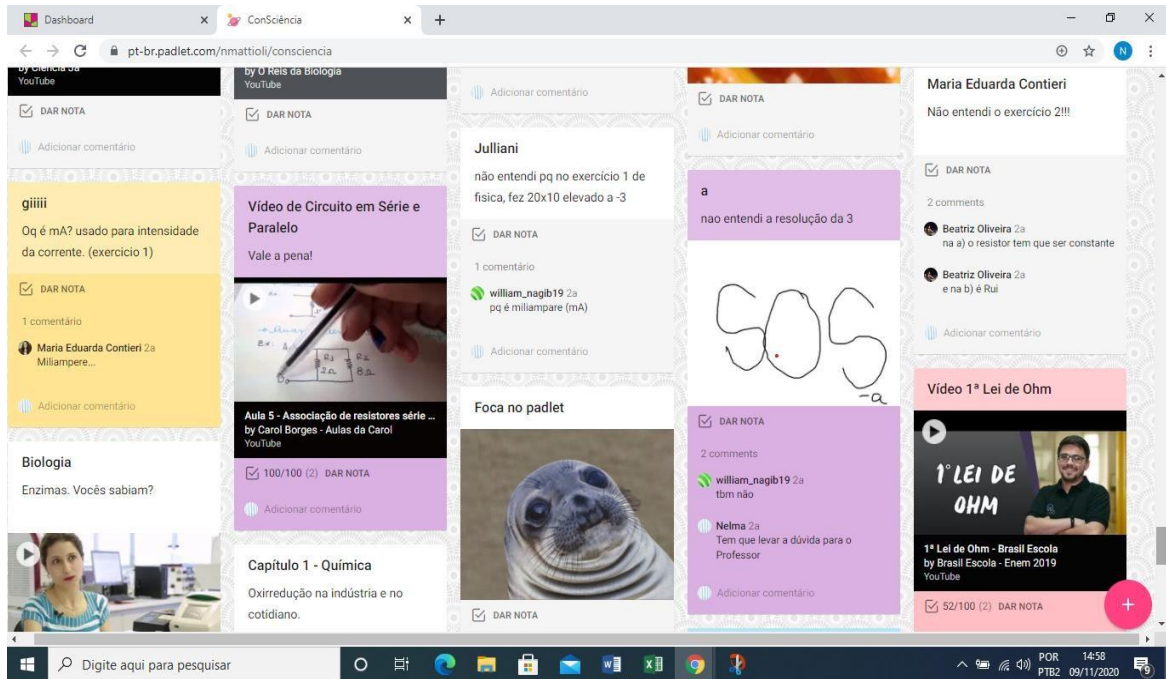 Dashboard
ConSciência
pt-br.padlet.com/nmattioli/consciencia
N
by Ciência Já
YouTube
DAR NOTA
Adicionar comentário
giiiii
Oq é mA? usado para intensidade
da corrente. (exercicio 1)
DAR NOTA
1 comentário
Maria Eduarda Contieri 2a
Miliampere...
Adicionar comentário
Biologia
Enzimas. Vocês sabiam?
by O Reis da Biologia
YouTube
DAR NOTA
Adicionar comentário
Vídeo de Circuito em Série e
Paralelo
Vale a pena!
R1
R2
2Ω
8Ω
Aula 5 - Associação de resistores série ...
by Carol Borges - Aulas da Carol
YouTube
100/100 (2) DAR NOTA
Adicionar comentário
Capítulo 1 - Química
Oxirredução na indústria e no
cotidiano.
Adicionar comentário
Julliani
não entendi pq no exercício 1 de
fisica, fez 20x10 elevado a -3
DAR NOTA
1 comentário
william_nagib19 2a
pq é miliampare (mA)
Adicionar comentário
Foca no padlet
DAR NOTA
DAR NOTA
Adicionar comentário
a
nao entendi a resolução da 3
SOS
-a
DAR NOTA
2 comments
william_nagib19 2a
tbm não
Nelma 2a
Tem que levar a dúvida para o
Professor
Adicionar comentário
Maria Eduarda Contieri
Não entendi o exercício 2!!!
DAR NOTA
2 comments
Beatriz Oliveira 2a
na a) o resistor tem que ser constante
Beatriz Oliveira 2a
e na b) é Rui
Adicionar comentário
Vídeo 1ª Lei de Ohm
1° LEI DE
OHM
1ª Lei de Ohm - Brasil Escola
by Brasil Escola - Enem 2019
YouTube
52/100 (2) DAR NOTA
Digite aqui para pesquisar
POR
PTB2
14:58
09/11/2020
9